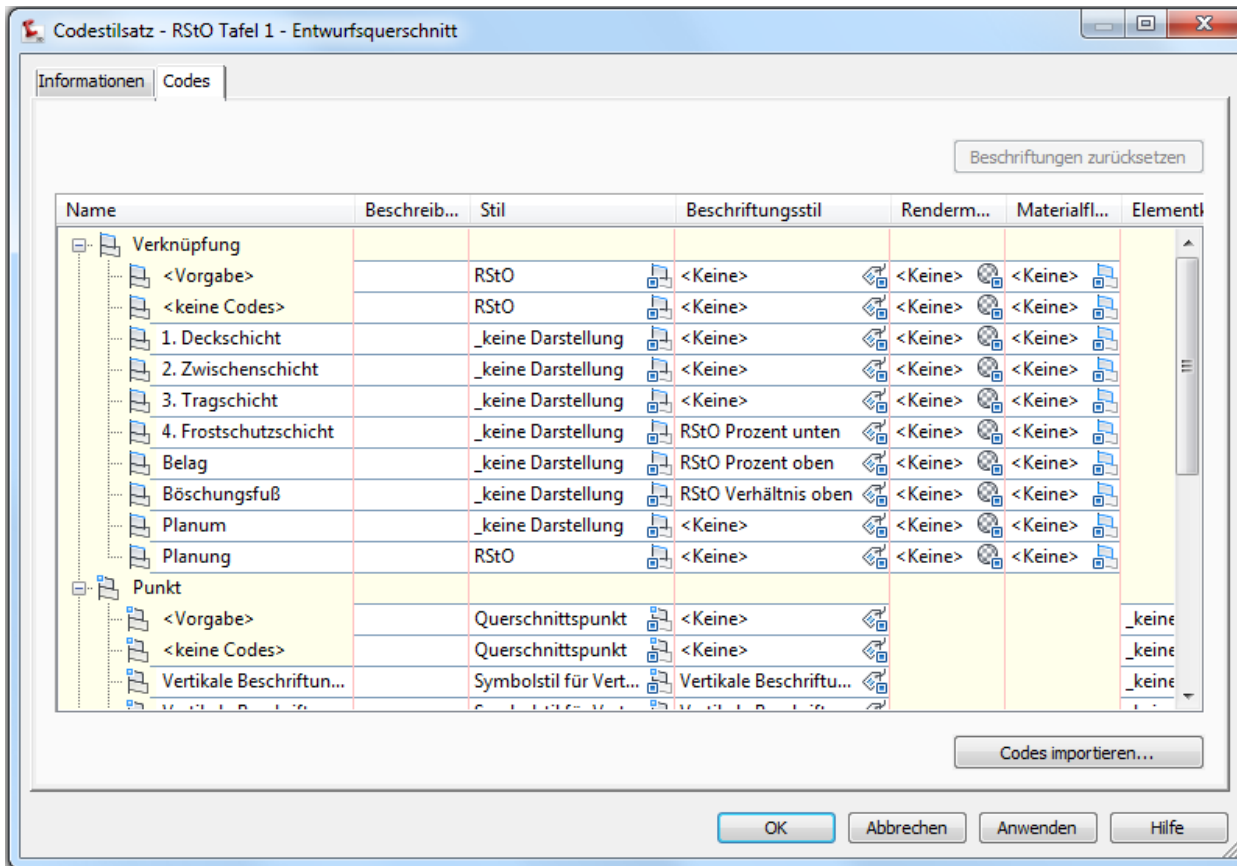 Codestilsatz - RStO Tafel 1 - Entwurfsquerschnitt
Informationen Codes
Beschriftungen zurücksetzen
Name Beschreib... Stil Beschriftungsstil Renderm... Materialfl... Element
Verknüpfung
<Vorgabe> RStO <Keine> <Keine> <Keine>
<keine Codes> RStO <Keine> <Keine> <Keine>
1. Deckschicht _keine Darstellung <Keine> <Keine> <Keine>
2. Zwischenschicht _keine Darstellung <Keine> <Keine> <Keine>
3. Tragschicht _keine Darstellung <Keine> <Keine> <Keine>
4. Frostschutzschicht _keine Darstellung RStO Prozent unten <Keine> <Keine>
Belag _keine Darstellung RStO Prozent oben <Keine> <Keine>
Böschungsfuß _keine Darstellung RStO Verhältnis oben <Keine> <Keine>
Planum _keine Darstellung <Keine> <Keine> <Keine>
Planung RStO <Keine> <Keine> <Keine>
Punkt
<Vorgabe> Querschnittspunkt <Keine> _keine
<keine Codes> Querschnittspunkt <Keine> _keine
Vertikale Beschriftun... Symbolstil für Vert... Vertikale Beschriftu... _keine
Codes importieren...
OK Abbrechen Anwenden Hilfe